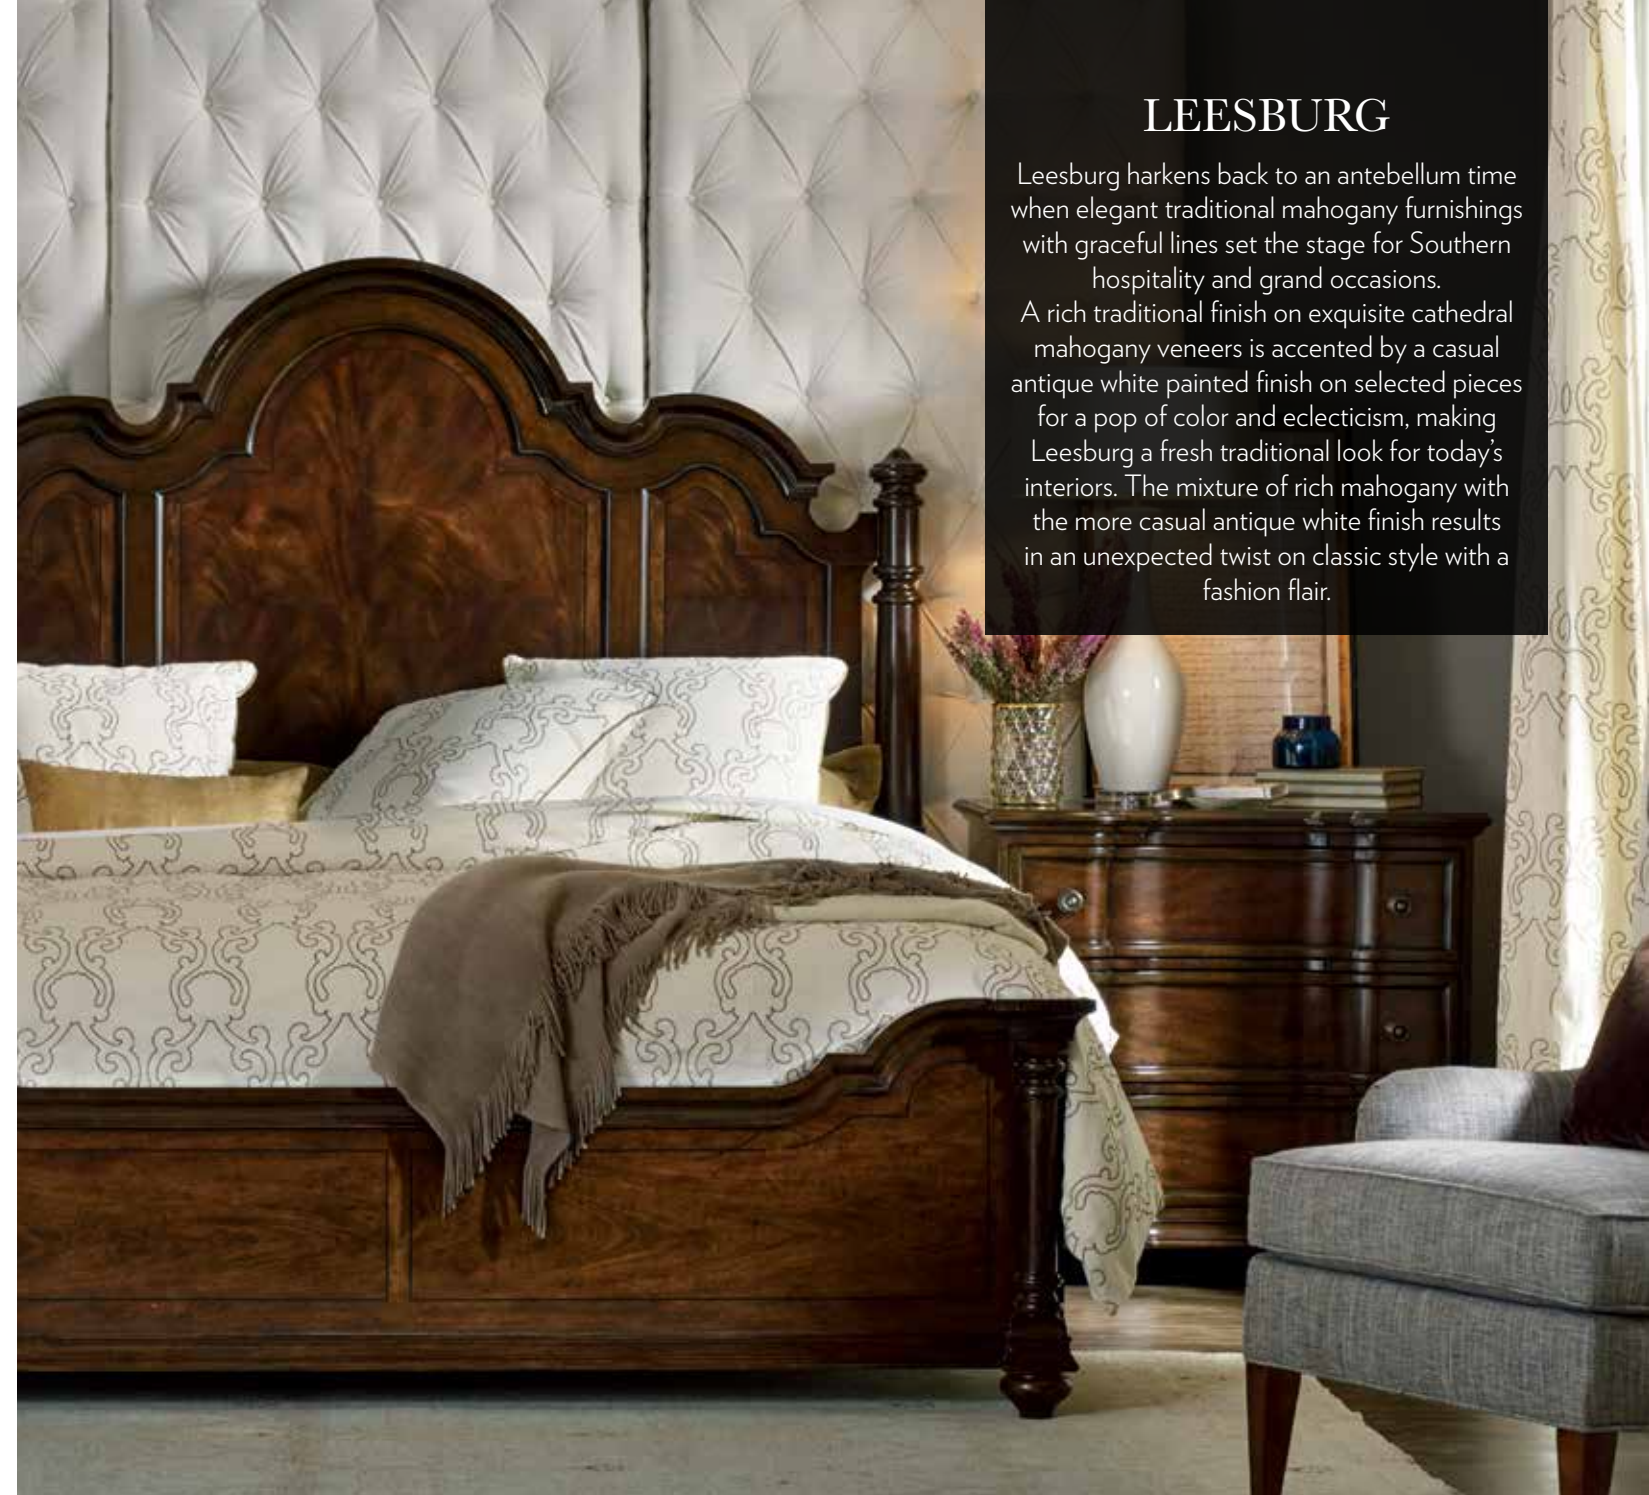 LEESBURG
Leesburg harkens back to an antebellum time
when elegant traditional mahogany furnishings
with graceful lines set the stage for Southern
hospitality and grand occasions.
A rich traditional finish on exquisite cathedral
mahogany veneers is accented by a casual
antique white painted finish on selected pieces
for a pop of color and eclecticism, making
Leesburg a fresh traditional look for today’s
interiors. The mixture of rich mahogany with
the more casual antique white finish results
in an unexpected twist on classic style with a
fashion flair.